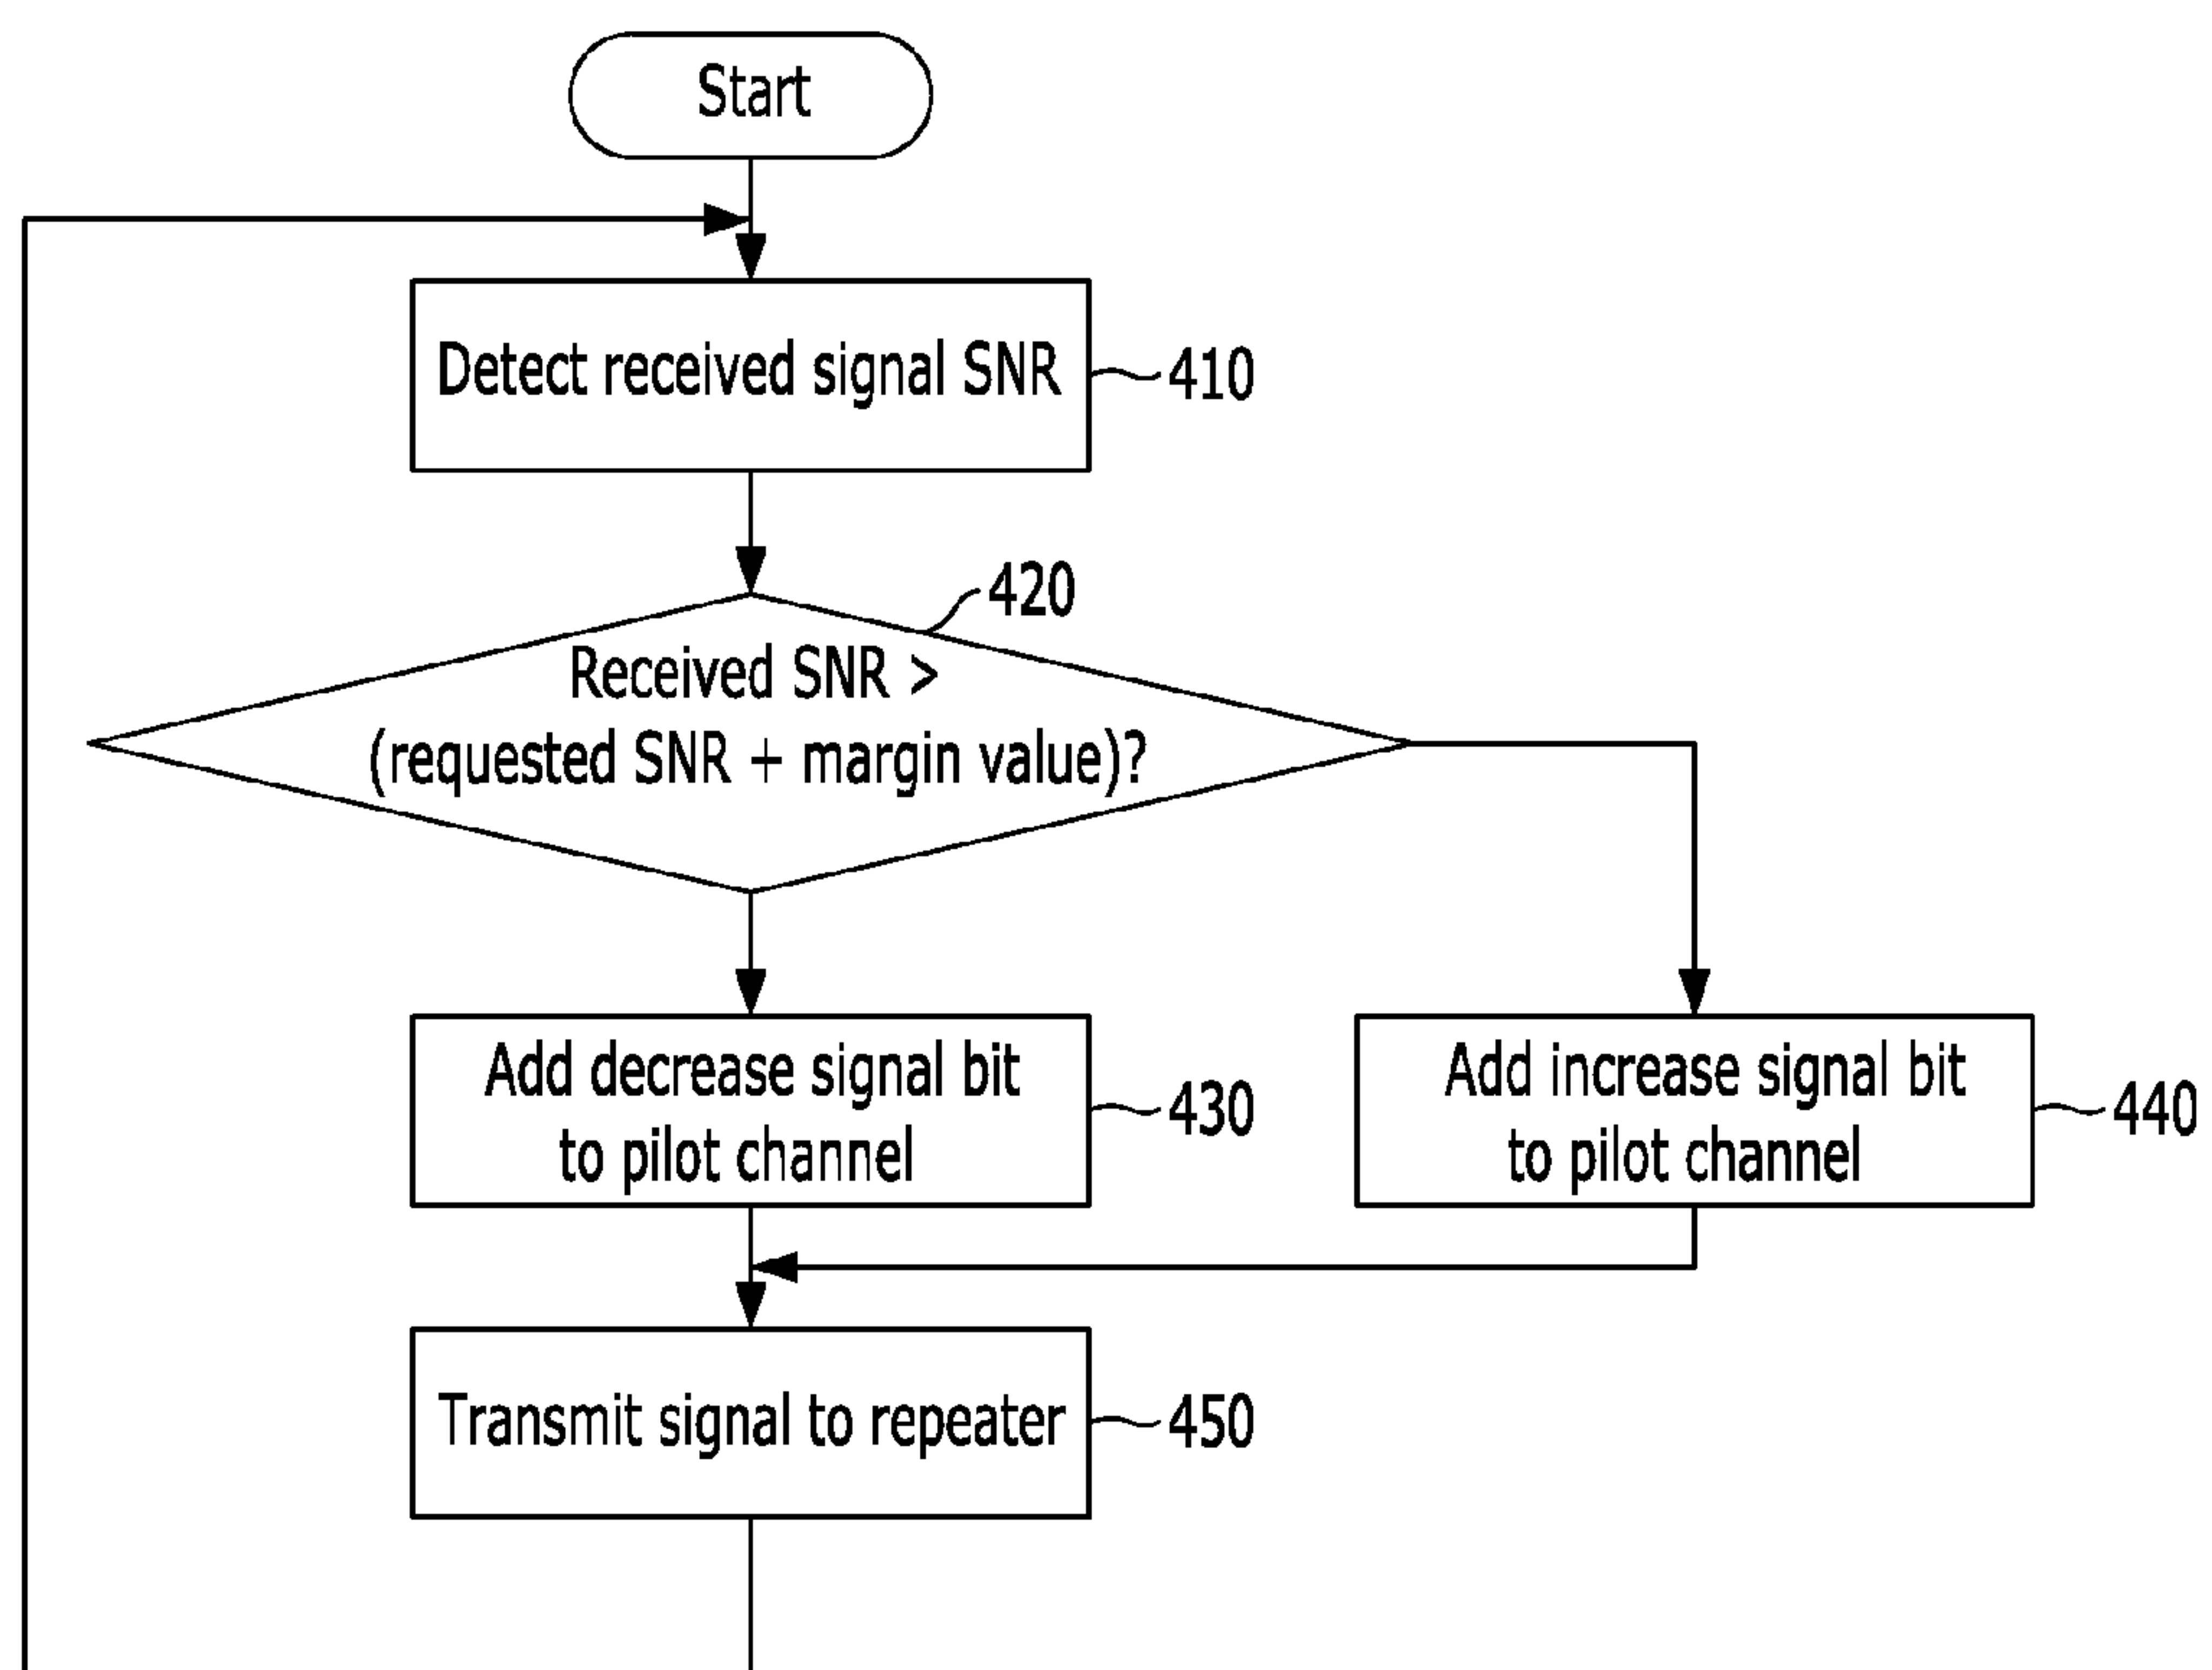 Start
Detect received signal SNR
410
420
Received SNR >
(requested SNR + margin value)?
Add decrease signal bit
to pilot channel
430
Add increase signal bit
to pilot channel
440
Transmit signal to repeater
450